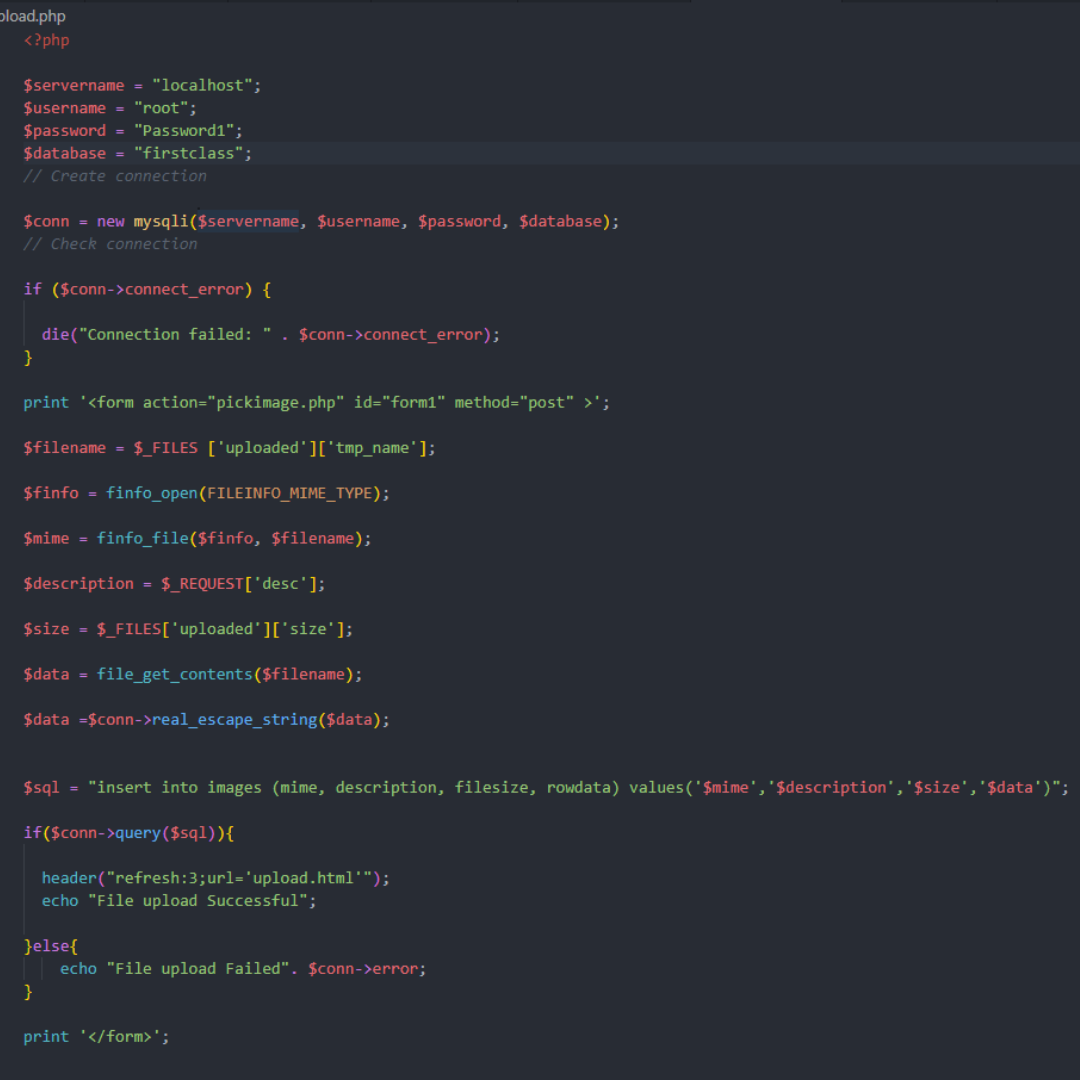 pload.php
<?php
$servername = "localhost";
$username = "root";
$password = "Password1";
$database = "firstclass";
// Create connection
$conn = new mysqli($servername, $username, $password, $database);
// Check connection
if ($conn->connect_error) {
die("Connection failed: " . $conn->connect_error);
}
print '<form action="pickimage.php" id="form1" method="post" >';
$filename = $_FILES ['uploaded']['tmp_name'];
$finfo = finfo_open(FILEINFO_MIME_TYPE);
$mime = finfo_file($finfo, $filename);
$description = $_REQUEST['desc'];
$size = $_FILES['uploaded']['size'];
$data = file_get_contents($filename);
$data =$conn->real_escape_string($data);
$sql = "insert into images (mime, description, filesize, rowdata) values('$mime','$description','$size','$data')";
if($conn->query($sql)){
header("refresh:3;url='upload.html'");
echo "File upload Successful";
}else{
echo "File upload Failed". $conn->error;
}
print '</form>';